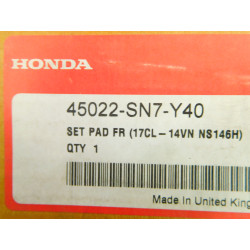 HONDA
45022-SN7-Y40
SET PAD FR (17CL-14VN NS146H)
QTY 1
Made In United King